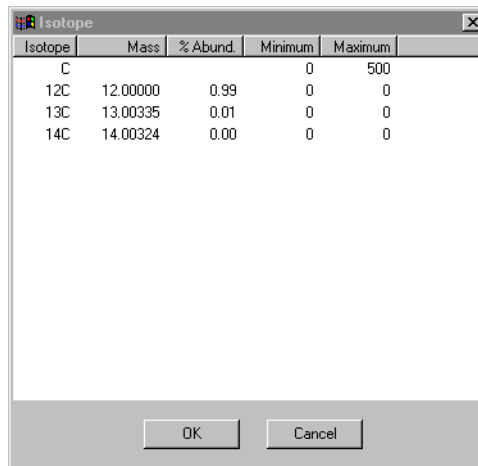 Isotope
Isotope Mass % Abund. Minimum Maximum
C 0 500
12C 12.00000 0.99 0 0
13C 13.00335 0.01 0 0
14C 14.00324 0.00 0 0
OK Cancel